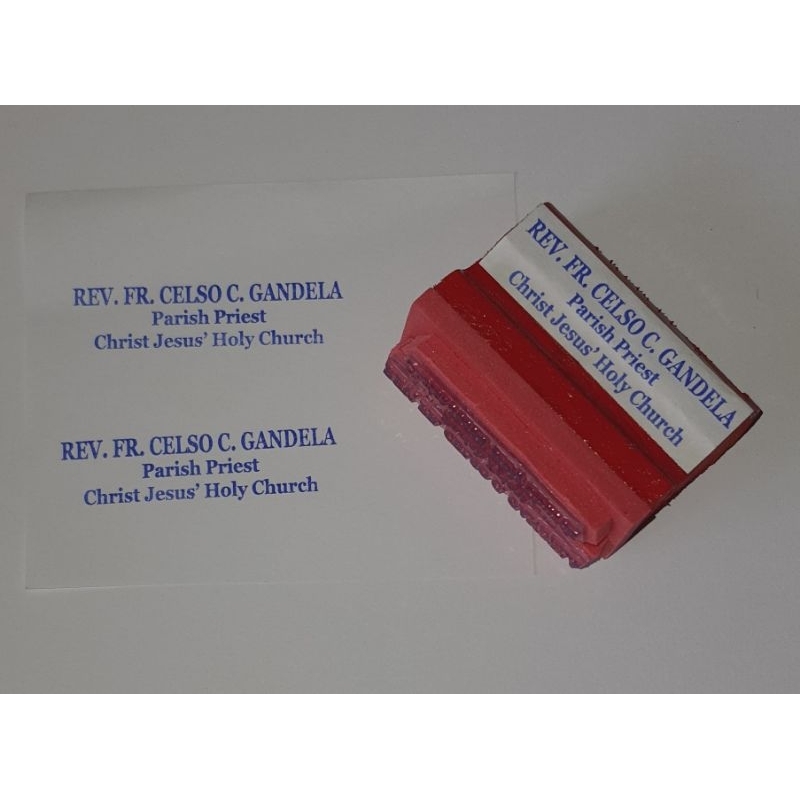 REV. FR. CELSO C. GANDELA
Parish Priest
Christ Jesus’ Holy Church
REV. FR. CELSO C. GANDELA
Parish Priest
Christ Jesus’ Holy Church
REV. FR. CELSO C. GANDELA
Parish Priest
Christ Jesus’ Holy Church